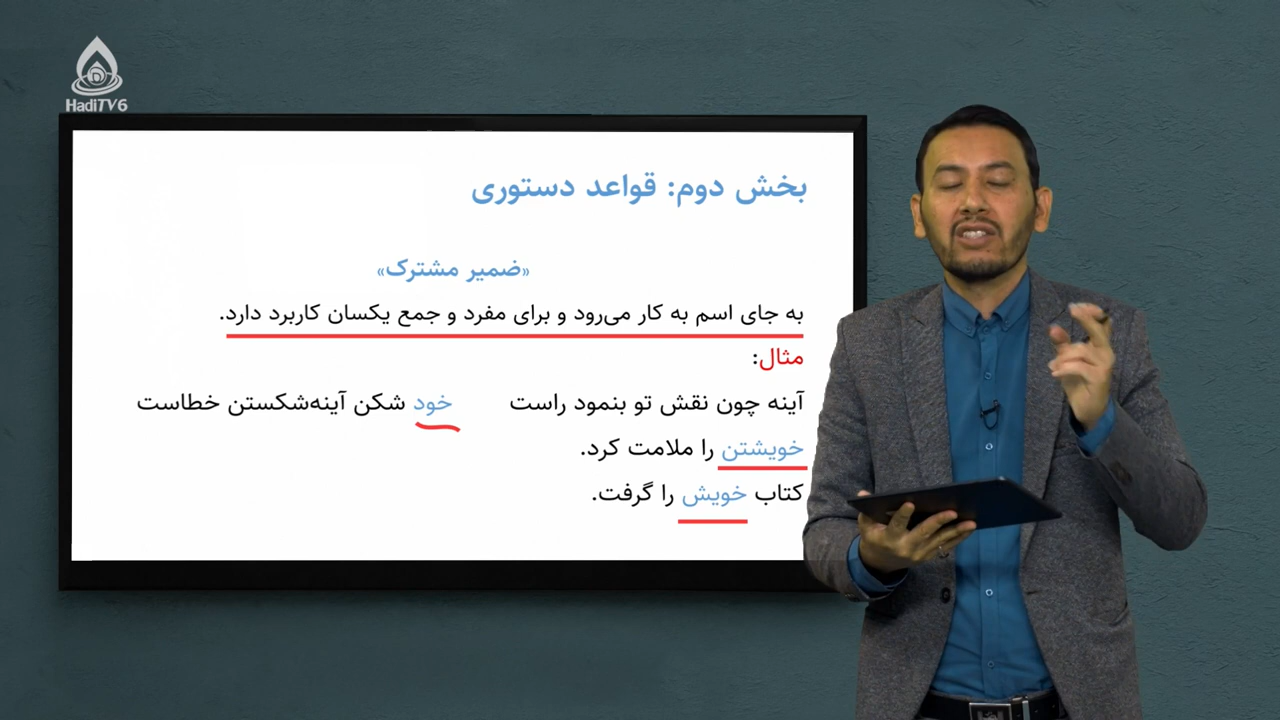 HadiTV6
بخش دوم: قواعد دستوری
«ضمیر مشترک»
به جای اسم به کار می‌رود و برای مفرد و جمع یکسان کاربرد دارد.
مثال:
آینه چون نقش تو بنمود راست خود شکن آینه‌شکستن خطاست
خویشتن را ملامت کرد.
کتاب خویش را گرفت.